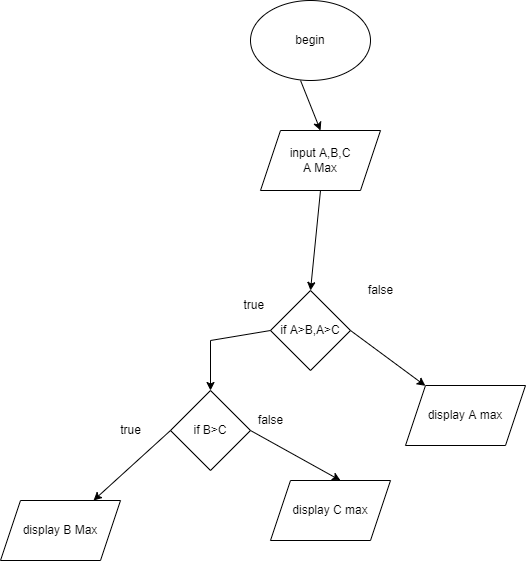 begin
input A,B,C
A Max
false
true
if A>B,A>C
display A max
true
if B>C
false
display C max
display B Max